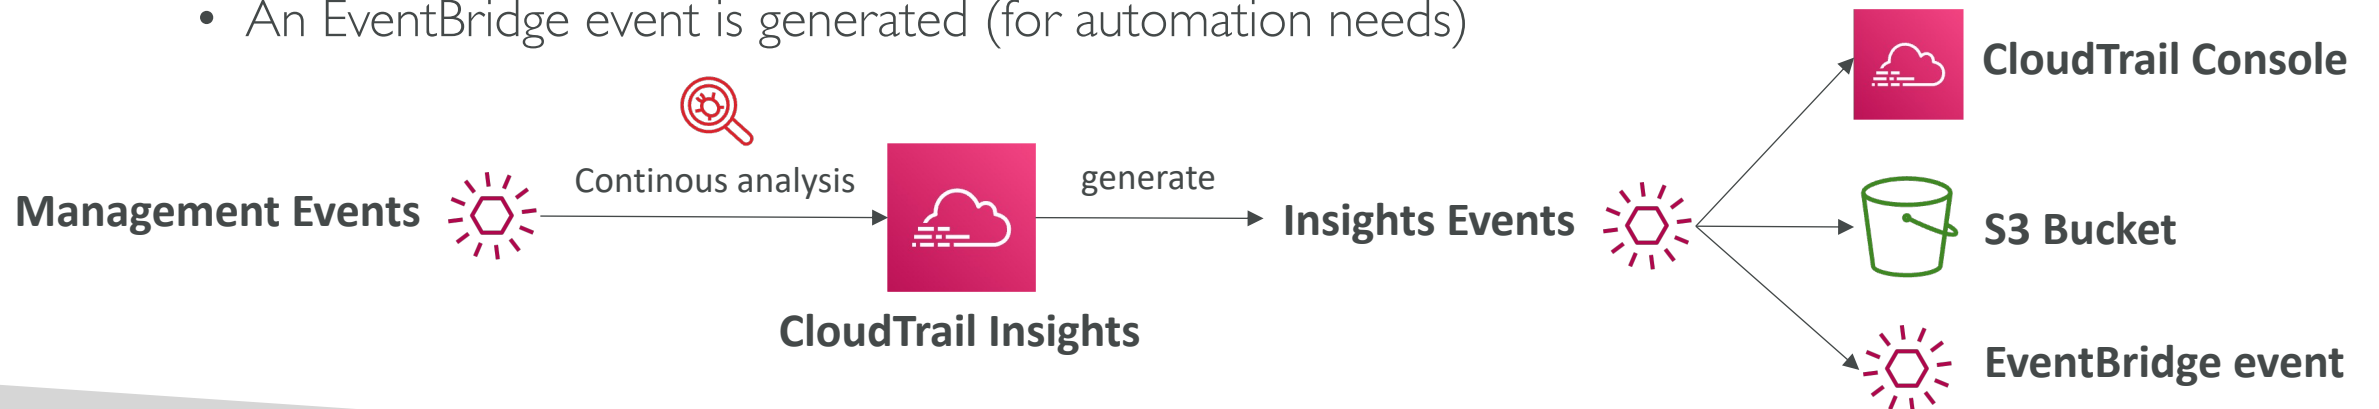 • An EventBridge event is generated (for automation needs)
CloudTrail Console
Continous analysis
generate
Management Events
Insights Events
S3 Bucket
CloudTrail Insights
EventBridge event